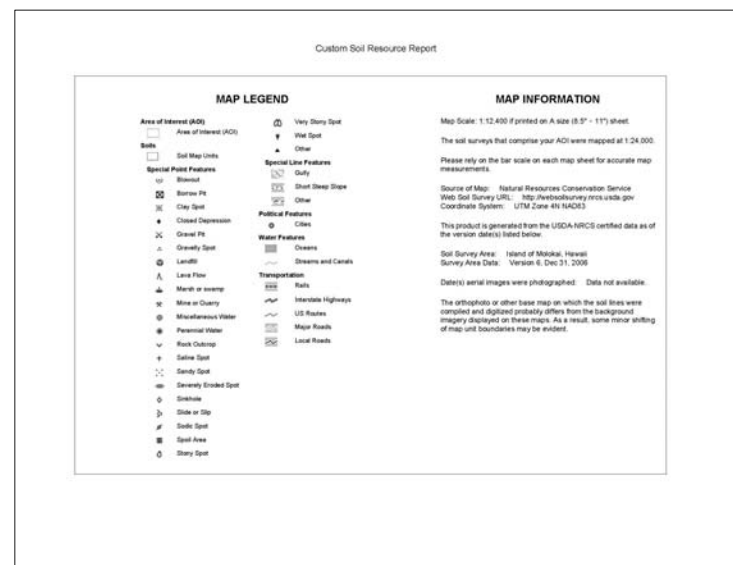 Custom Soil Resource Report
MAP LEGEND
Area of Interest (AOI)
Area of Interest (AOI)
Soils
Soil Map Units
Special Point Features
Blowout
Borrow Pit
Clay Spot
Closed Depression
Gravel Pit
Gravelly Spot
Landfill
Lava Flow
Marsh or swamp
Mine or Quarry
Miscellaneous Water
Perennial Water
Rock Outcrop
Saline Spot
Sandy Spot
Severely Eroded Spot
Sinkhole
Slide or Slip
Sodic Spot
Spoil Area
Stony Spot
Very Stony Spot
Wet Spot
Other
Special Line Features
Gully
Short Steep Slope
Other
Political Features
Cities
Water Features
Oceans
Streams and Canals
Transportation
Rails
Interstate Highways
US Routes
Major Roads
Local Roads
MAP INFORMATION
Map Scale: 1:12,400 if printed on A size (8.5" × 11") sheet.
The soil surveys that comprise your AOI were mapped at 1:24,000.
Please rely on the bar scale on each map sheet for accurate map
measurements.
Source of Map: Natural Resources Conservation Service
Web Soil Survey URL: http://websoilsurvey.nrcs.usda.gov
Coordinate System: UTM Zone 4N NAD83
This product is generated from the USDA-NRCS certified data as of
the version date(s) listed below.
Soil Survey Area: Island of Molokai, Hawaii
Survey Area Data: Version 6, Dec 31, 2006
Date(s) aerial images were photographed: Data not available.
The orthophoto or other base map on which the soil lines were
compiled and digitized probably differs from the background
imagery displayed on these maps. As a result, some minor shifting
of map unit boundaries may be evident.